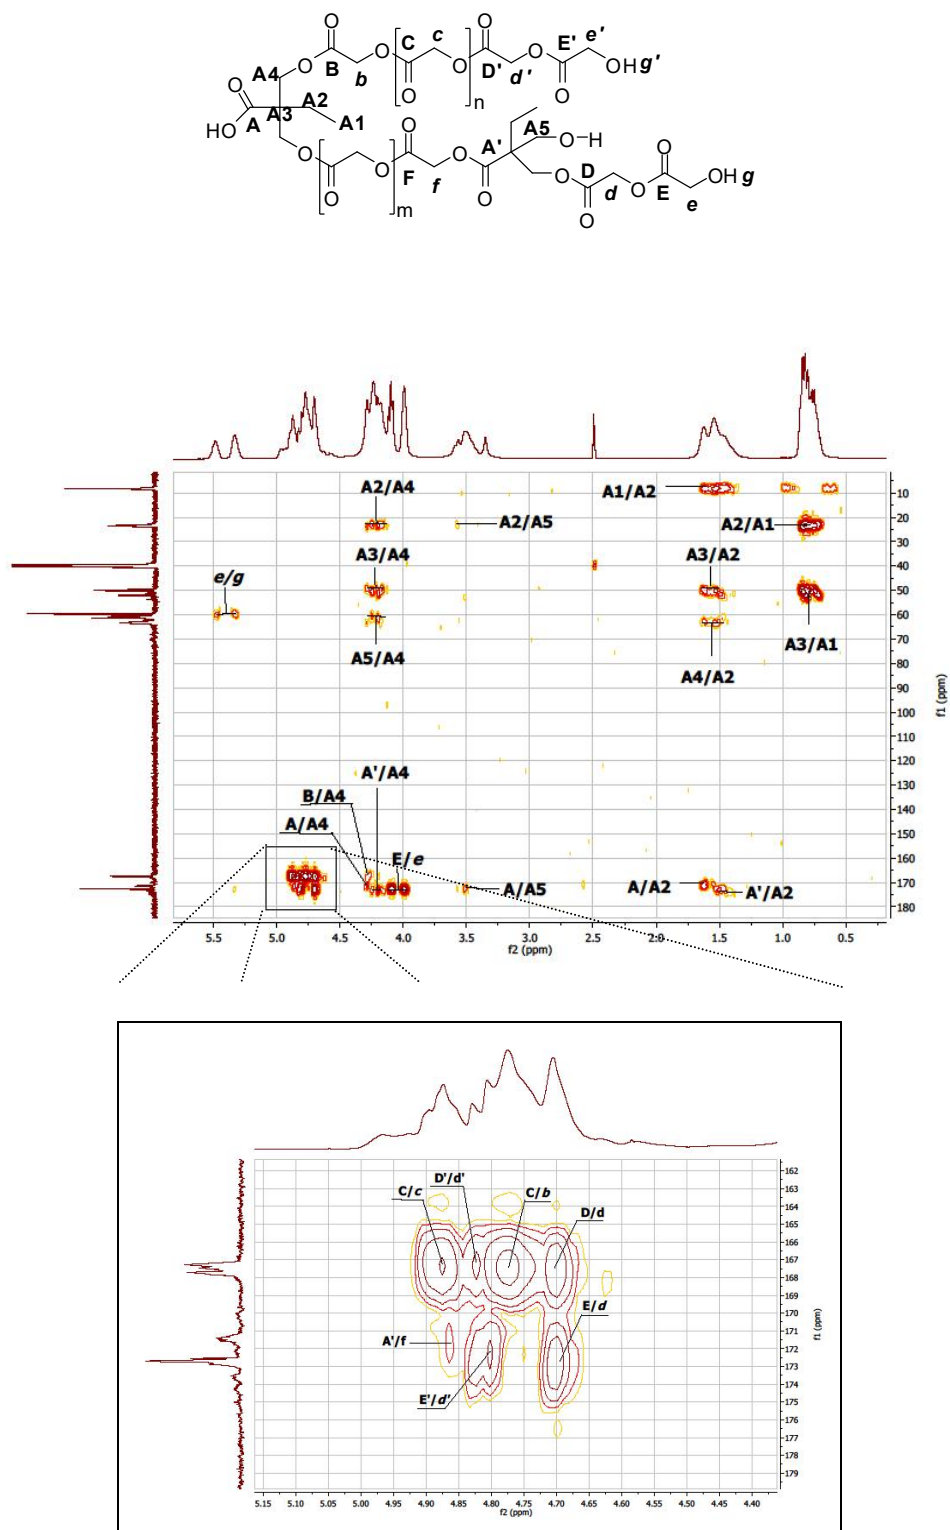 O O O O
C c E' e'
B O O D' O OHg'
A4 O b O d'
O O O n O
A2
A3 A1
HO A
O O A5
F O A' O-H
O O O D O OH g
m f O O d E e
O
A2/A4
A1/A2
A2/A5
A2/A1
A3/A4
A3/A2
e/g
A5/A4
A3/A1
A4/A2
A'/A4
B/A4
A/A4
E/e
A/A5
A/A2
A'/A2
10
20
30
40
50
60
70
80
90
100
110
120
130
140
150
160
170
180
f1 (ppm)
5.5 5.0 4.5 4.0 3.5 3.0 2.5 2.0 1.5 1.0 0.5
f2 (ppm)
D'/d'
C/c
C/b
D/d
E/d
A'/f
E'/d'
162
163
164
165
166
167
168
169
170
171
172
173
174
175
176
177
178
179
f1 (ppm)
5.15 5.10 5.05 5.00 4.95 4.90 4.85 4.80 4.75 4.70 4.65 4.60 4.55 4.50 4.45 4.40
f2 (ppm)